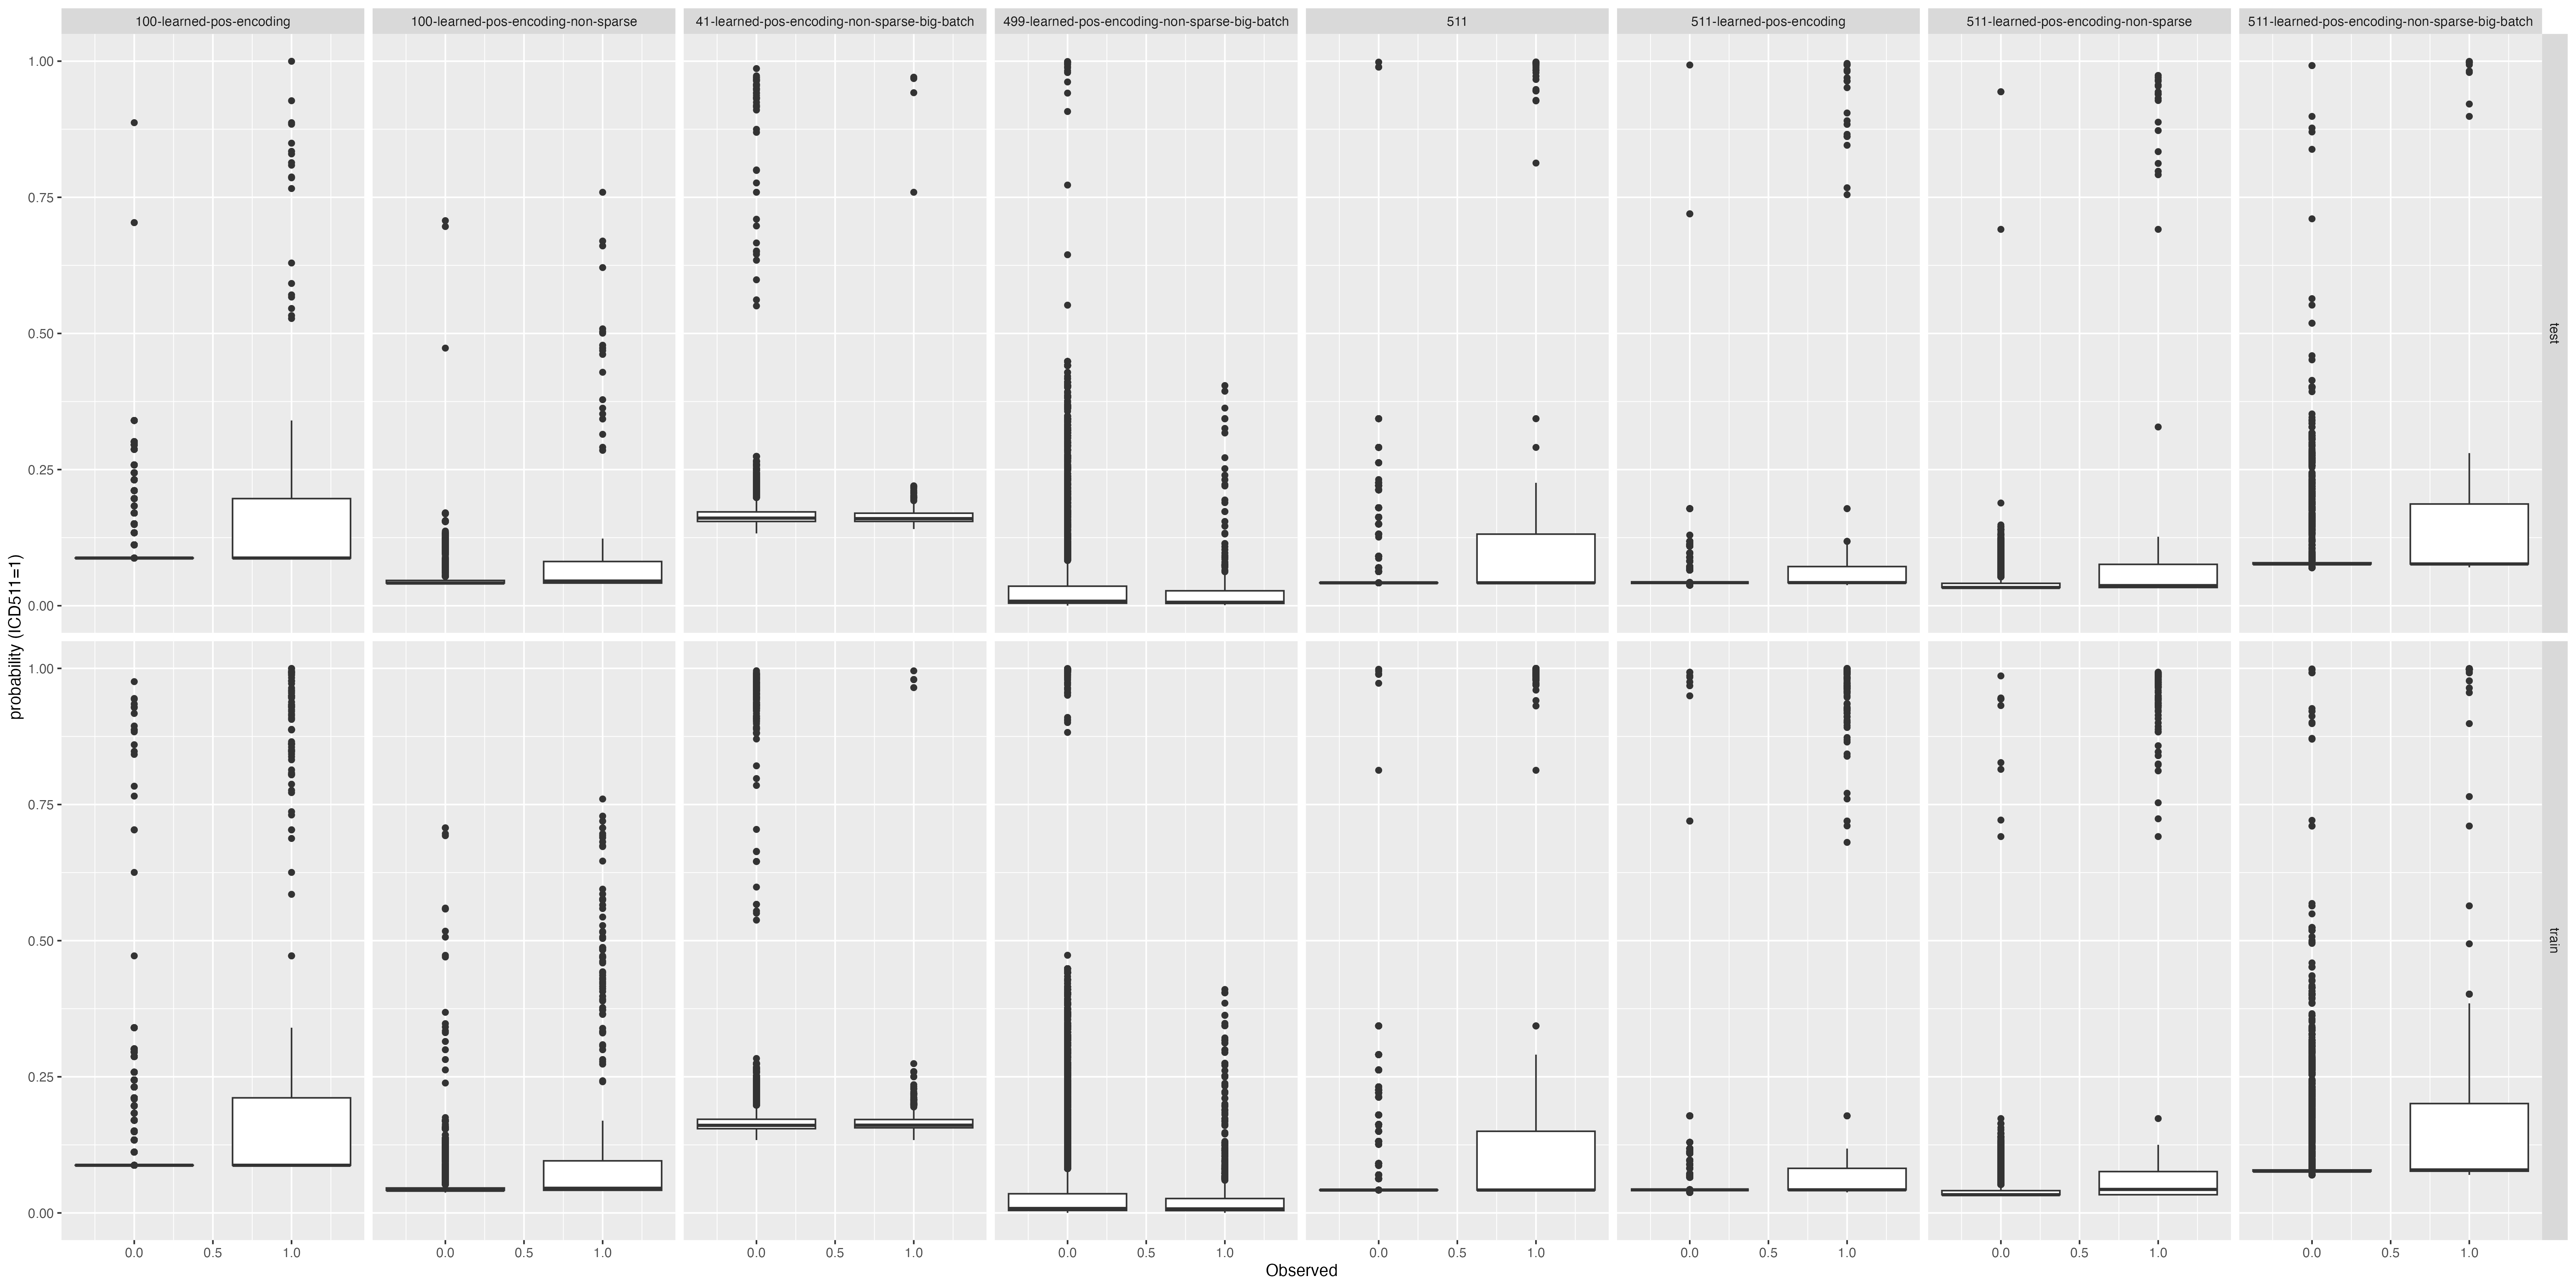 100-learned-pos-encoding
100-learned-pos-encoding-non-sparse
41-learned-pos-encoding-non-sparse-big-batch
499-learned-pos-encoding-non-sparse-big-batch
511
511-learned-pos-encoding
511-learned-pos-encoding-non-sparse
511-learned-pos-encoding-non-sparse-big-batch
probability (ICD511=1)
1.00
0.75
0.50
0.25
0.00
test
1.00
0.75
0.50
0.25
0.00
train
0.0 0.5 1.0
0.0 0.5 1.0
0.0 0.5 1.0
0.0 0.5 1.0
0.0 0.5 1.0
0.0 0.5 1.0
0.0 0.5 1.0
0.0 0.5 1.0
Observed